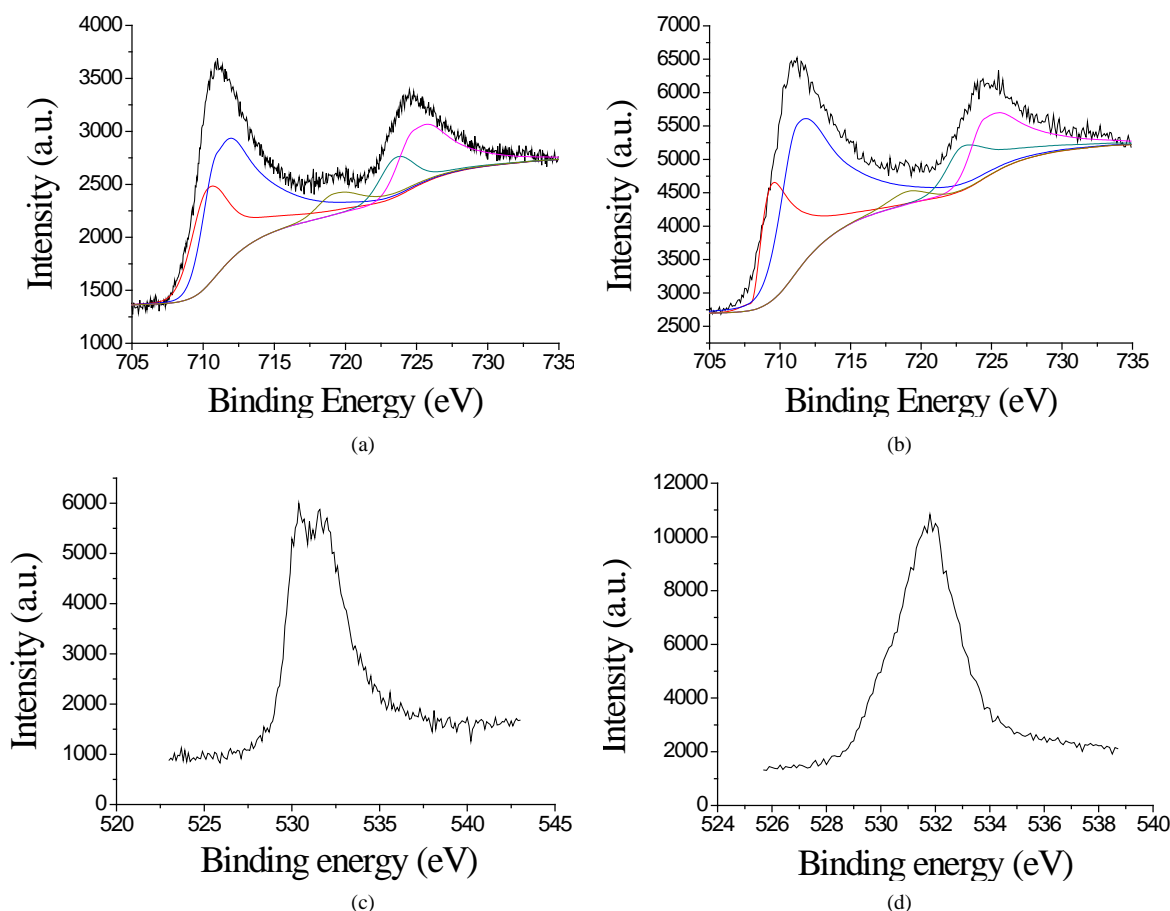 4000
3500
3000
2500
2000
1500
1000
705 710 715 720 725 730 735
Intensity (a.u.)
Binding Energy (eV)
(a)
7000
6500
6000
5500
5000
4500
4000
3500
3000
2500
705 710 715 720 725 730 735
Intensity (a.u.)
Binding Energy (eV)
(b)
6000
5000
4000
3000
2000
1000
0
520 525 530 535 540 545
Intensity (a.u.)
Binding energy (eV)
(c)
12000
10000
8000
6000
4000
2000
0
524 526 528 530 532 534 536 538 540
Intensity (a.u.)
Binding energy (eV)
(d)